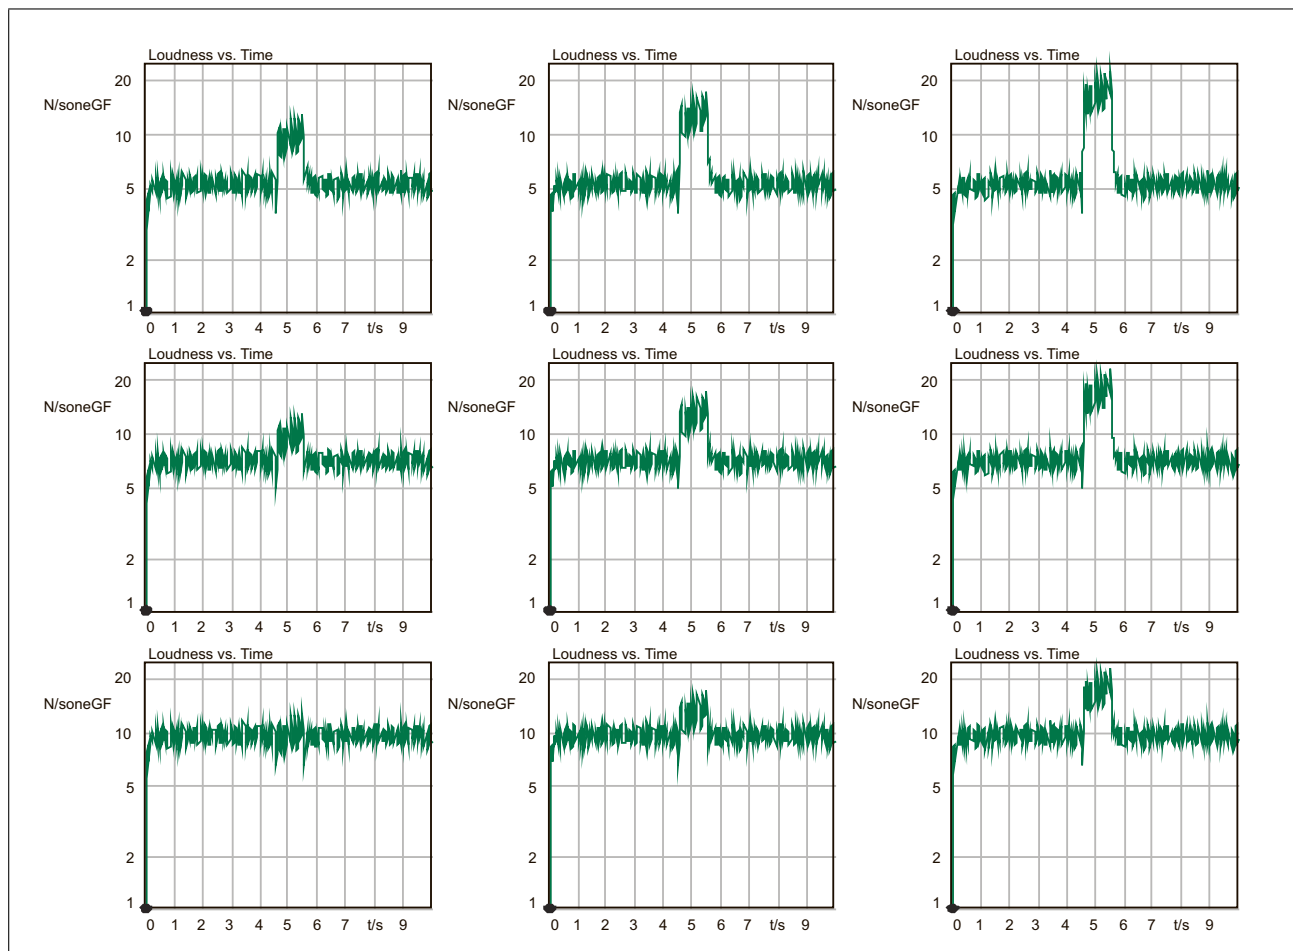 Loudness vs. Time Loudness vs. Time Loudness vs. Time
20 20 20
N/soneGF N/soneGF N/soneGF
10 10 10
5 5 5
2 2 2
1 1 1
0 1 2 3 4 5 6 7 t/s 9 0 1 2 3 4 5 6 7 t/s 9 0 1 2 3 4 5 6 7 t/s 9
Loudness vs. Time Loudness vs. Time Loudness vs. Time
20 20 20
N/soneGF N/soneGF N/soneGF
10 10 10
5 5 5
2 2 2
1 1 1
0 1 2 3 4 5 6 7 t/s 9 0 1 2 3 4 5 6 7 t/s 9 0 1 2 3 4 5 6 7 t/s 9
Loudness vs. Time Loudness vs. Time Loudness vs. Time
20 20 20
N/soneGF N/soneGF N/soneGF
10 10 10
5 5 5
2 2 2
1 1 1
0 1 2 3 4 5 6 7 t/s 9 0 1 2 3 4 5 6 7 t/s 9 0 1 2 3 4 5 6 7 t/s 9